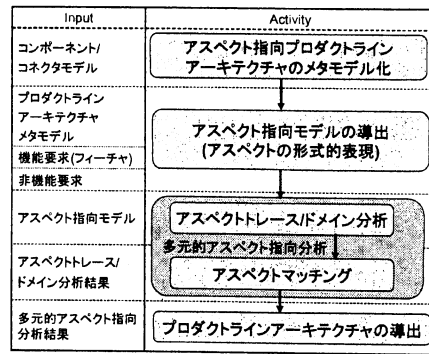 Input
Activity
コンポーネント/
コネクタモデル
アスペクト指向プロダクトライン
アーキテクチャのメタモデル化
プロダクトライン
アーキテクチャ
メタモデル
機能要求(フィーチャ)
非機能要求
アスペクト指向モデルの導出
(アスペクトの形式的表現)
アスペクト指向モデル
アスペクトトレース/ドメイン分析
多元的アスペクト指向分析
アスペクトトレース/
ドメイン分析結果
アスペクトマッチング
多元的アスペクト指向
分析結果
プロダクトラインアーキテクチャの導出